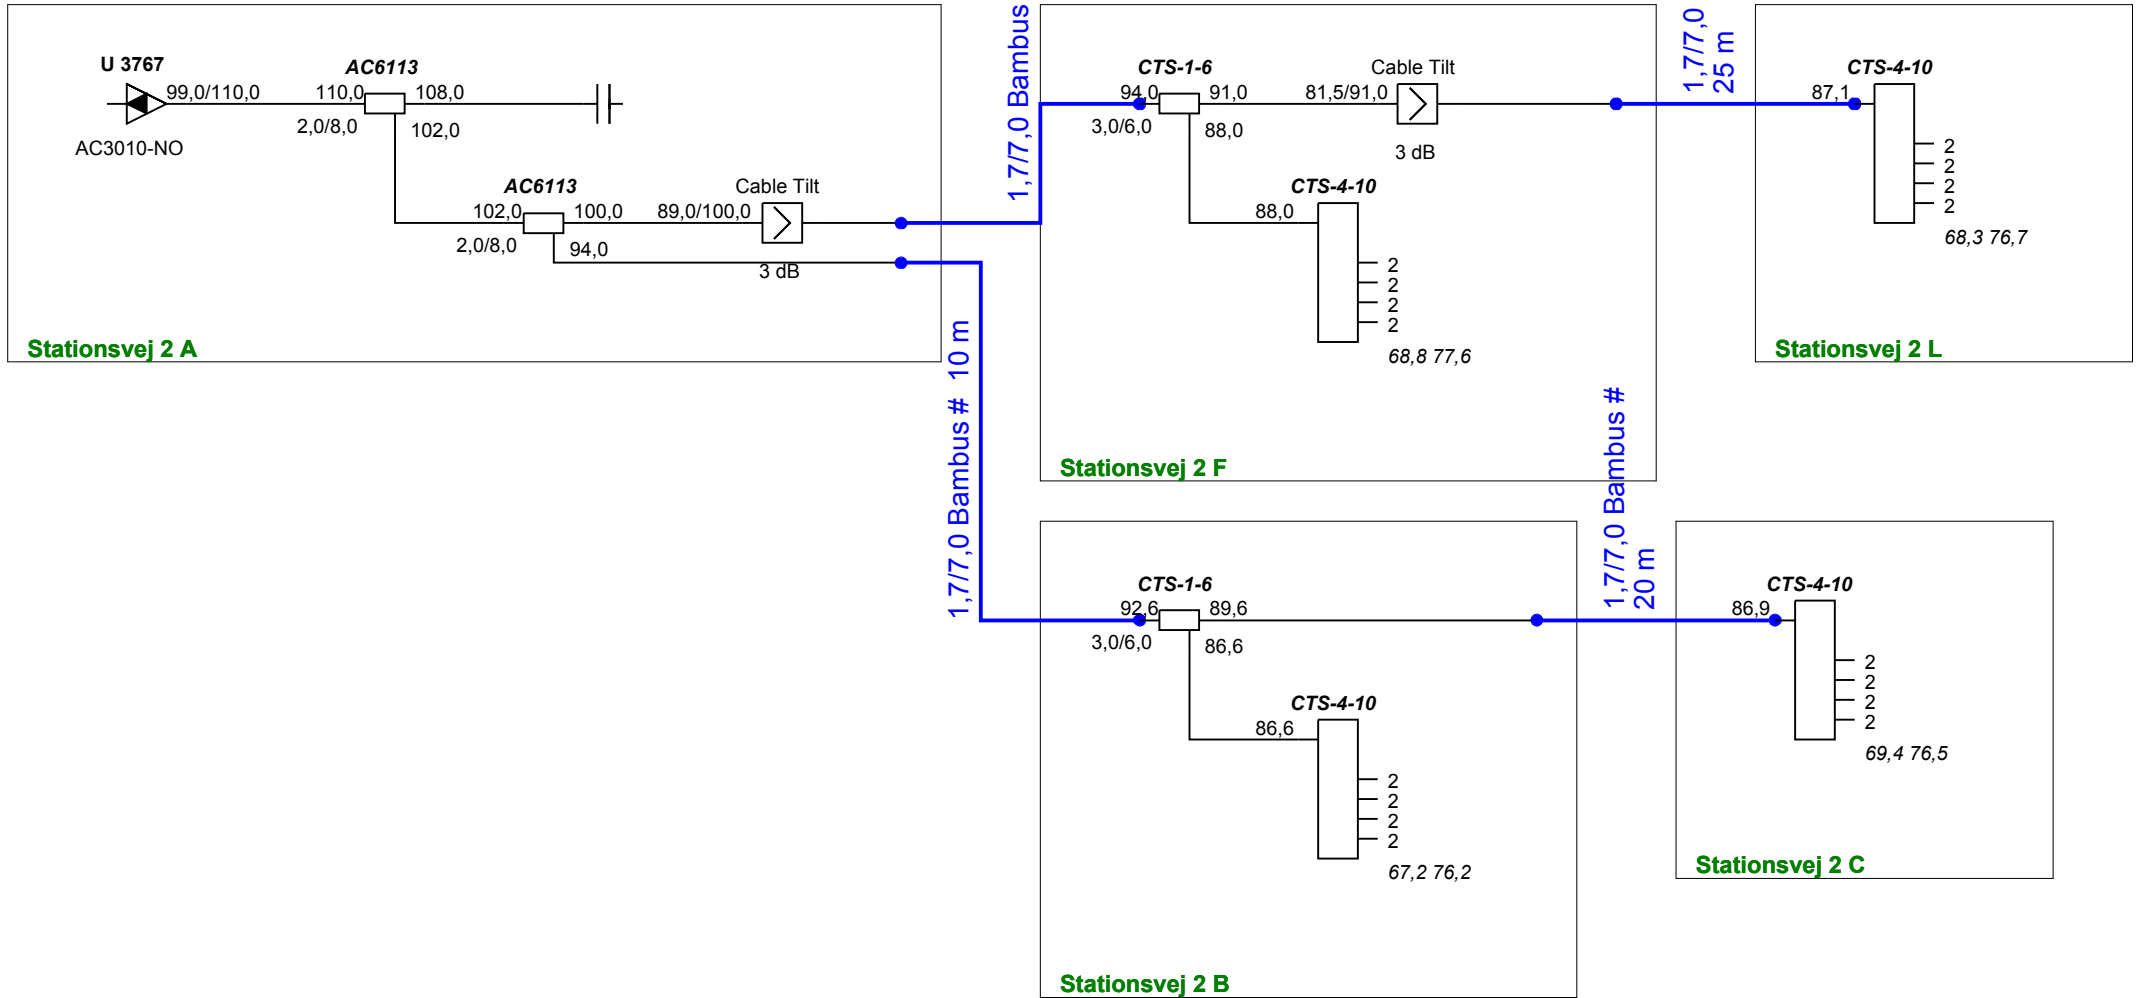 U 3767
99,0/110,0
AC3010-NO
AC6113
110,0
108,0
2,0/8,0
102,0
AC6113
102,0
100,0
2,0/8,0
94,0
Cable Tilt
89,0/100,0
3 dB
Stationsvej 2 A
1,7/7,0 Bambus
1,7/7,0 Bambus # 10 m
CTS-1-6
94,0
91,0
3,0/6,0
88,0
Cable Tilt
81,5/91,0
3 dB
CTS-4-10
88,0
2
2
2
2
68,8 77,6
Stationsvej 2 F
1,7/7,0
25 m
CTS-4-10
87,1
2
2
2
2
68,3 76,7
Stationsvej 2 L
CTS-1-6
92,6
89,6
3,0/6,0
86,6
CTS-4-10
86,6
2
2
2
2
67,2 76,2
Stationsvej 2 B
1,7/7,0 Bambus #
20 m
CTS-4-10
86,9
2
2
2
2
69,4 76,5
Stationsvej 2 C